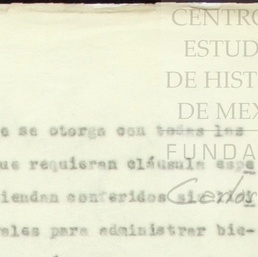 CENTRO
ESTUD
DE HIST
DE MEX
FUNDA
e se otorga con todas las
ue requieran cláusula espe
iendan conferidos sin
ales para administrar bie-